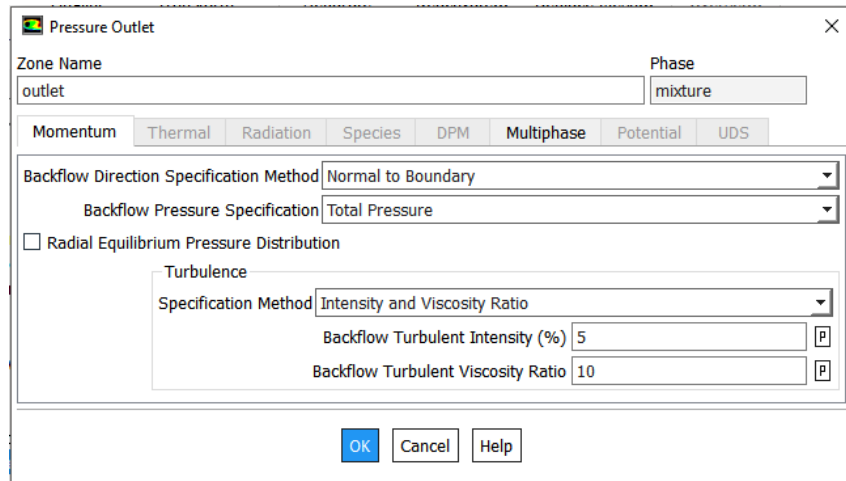 Pressure Outlet
Zone Name Phase
outlet mixture
Momentum Thermal Radiation Species DPM Multiphase Potential UDS
Backflow Direction Specification Method Normal to Boundary
Backflow Pressure Specification Total Pressure
Radial Equilibrium Pressure Distribution
Turbulence
Specification Method Intensity and Viscosity Ratio
Backflow Turbulent Intensity (%) 5 P
Backflow Turbulent Viscosity Ratio 10 P
OK Cancel Help